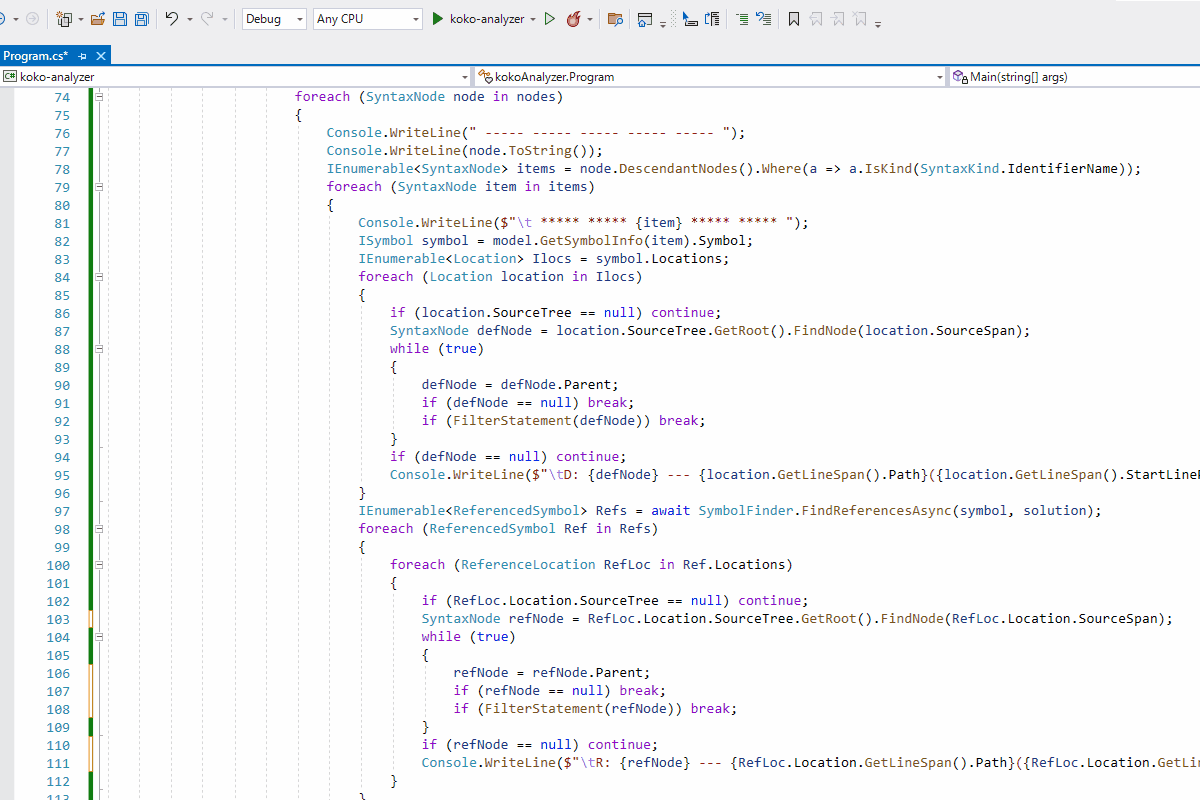 Debug
Any CPU
koko-analyzer
Program.cs*
C# koko-analyzer
kokoAnalyzer.Program
Main(string[] args)
74 foreach (SyntaxNode node in nodes)
75 {
76 Console.WriteLine(" ----- ----- ----- ----- ----- ");
77 Console.WriteLine(node.ToString());
78 IEnumerable<SyntaxNode> items = node.DescendantNodes().Where(a => a.IsKind(SyntaxKind.IdentifierName));
79 foreach (SyntaxNode item in items)
80 {
81 Console.WriteLine($"\t ***** ***** {item} ***** ***** ");
82 ISymbol symbol = model.GetSymbolInfo(item).Symbol;
83 IEnumerable<Location> Ilocs = symbol.Locations;
84 foreach (Location location in Ilocs)
85 {
86 if (location.SourceTree == null) continue;
87 SyntaxNode defNode = location.SourceTree.GetRoot().FindNode(location.SourceSpan);
88 while (true)
89 {
90 defNode = defNode.Parent;
91 if (defNode == null) break;
92 if (FilterStatement(defNode)) break;
93 }
94 if (defNode == null) continue;
95 Console.WriteLine($"\tD: {defNode} --- {location.GetLineSpan().Path}({location.GetLineSpan().StartLineP
96 }
97 IEnumerable<ReferencedSymbol> Refs = await SymbolFinder.FindReferencesAsync(symbol, solution);
98 foreach (ReferencedSymbol Ref in Refs)
99 {
100 foreach (ReferenceLocation RefLoc in Ref.Locations)
101 {
102 if (RefLoc.Location.SourceTree == null) continue;
103 SyntaxNode refNode = RefLoc.Location.SourceTree.GetRoot().FindNode(RefLoc.Location.SourceSpan);
104 while (true)
105 {
106 refNode = refNode.Parent;
107 if (refNode == null) break;
108 if (FilterStatement(refNode)) break;
109 }
110 if (refNode == null) continue;
111 Console.WriteLine($"\tR: {refNode} --- {RefLoc.Location.GetLineSpan().Path}({RefLoc.Location.GetLin
112 }
113 }